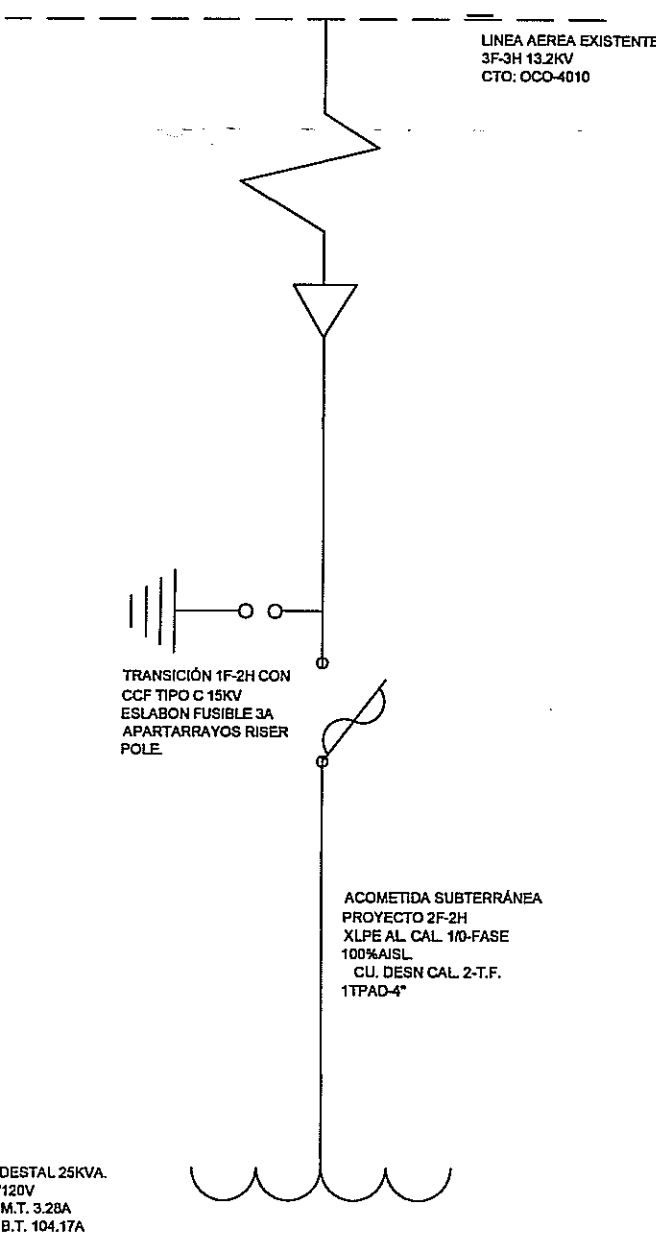 LINEA AEREA EXISTENTE
3F-3H 13.2KV
CTO: OCO-4010
TRANSICIÓN 1F-2H CON
CCF TIPO C 15KV
ESLABON FUSIBLE 3A
APARTARRAYOS RISER
POLE.
ACOMETIDA SUBTERRÁNEA
PROYECTO 2F-2H
XLPE AL. CAL. 1/0-FASE
100%AISL.
CU. DESN CAL. 2-T.F.
1TPAD-4"
DESTAL 25KVA.
/120V
M.T. 3.28A
B.T. 104.17A